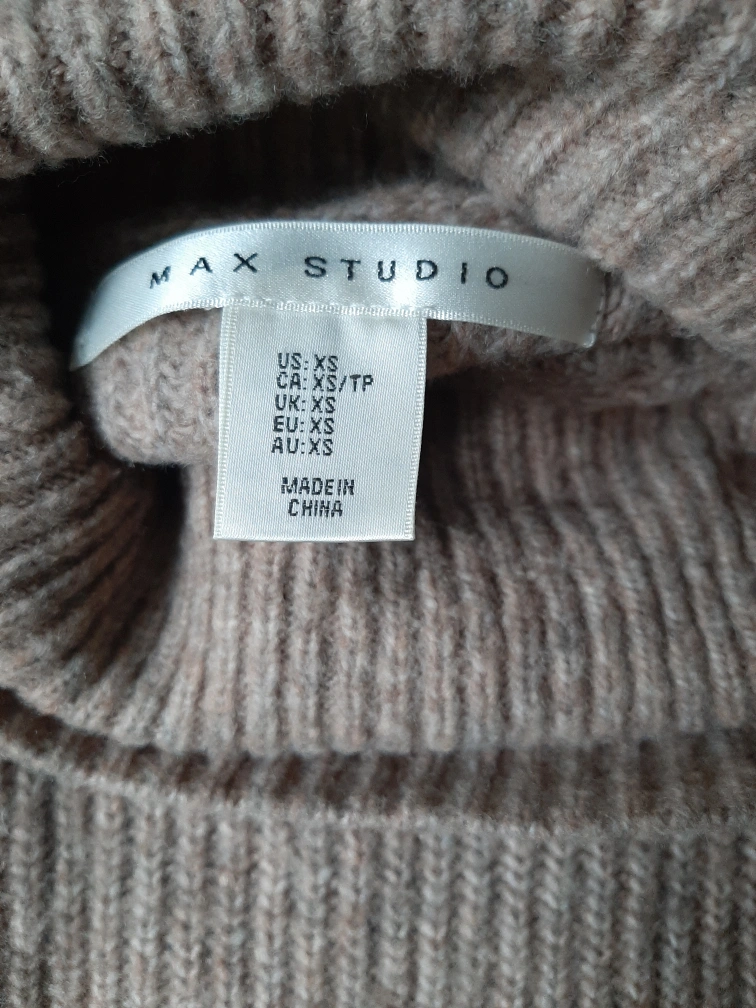 MAX STUDIO
US: XS
CA: XS/TP
UK: XS
EU: XS
AU: XS
MADE IN
CHINA